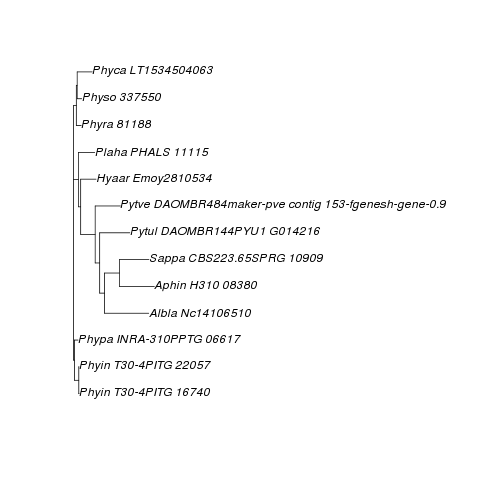 Phyca LT1534504063
Physo 337550
Phyra 81188
Plaha PHALS 11115
Hyaar Emoy2810534
Pytve DAOMBR484maker-pve contig 153-fgenesh-gene-0.9
Pytul DAOMBR144PYU1 G014216
Sappa CBS223.65SPRG 10909
Aphin H310 08380
Albla Nc14106510
Phypa INRA-310PPTG 06617
Phyin T30-4PITG 22057
Phyin T30-4PITG 16740